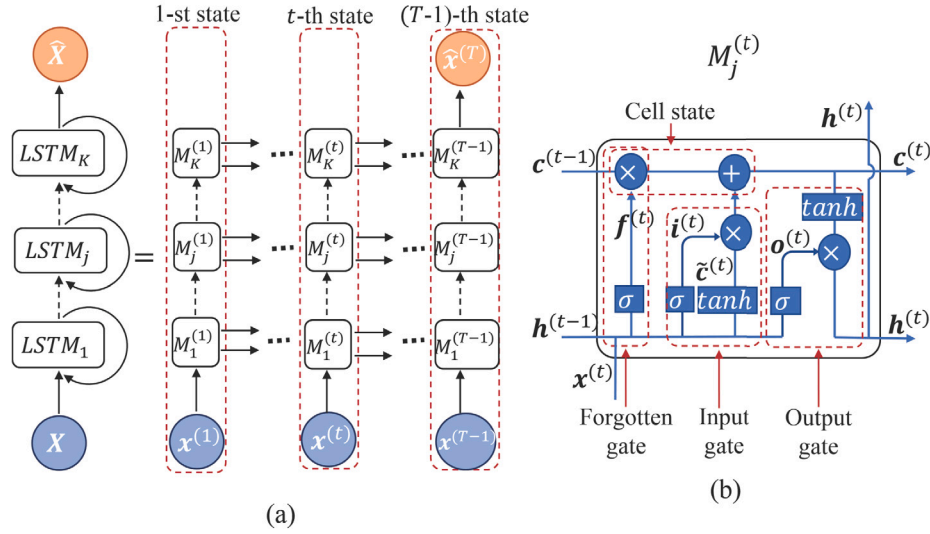 1-st state
t-th state
(T-1)-th state
X̂
x̂^(T)
LSTM_K
M_K^(1)
...
M_K^(t)
...
M_K^(T-1)
LSTM_j
=
M_j^(1)
...
M_j^(t)
...
M_j^(T-1)
LSTM_1
M_1^(1)
...
M_1^(t)
...
M_1^(T-1)
X
x^(1)
x^(t)
x^(T-1)
(a)
M_j^(t)
Cell state
h^(t)
c^(t-1)
×
+
c^(t)
f^(t)
i^(t)
×
tanh
o^(t)
×
c̃^(t)
σ
σ
tanh
σ
h^(t-1)
h^(t)
x^(t)
Forgotten
gate
Input
gate
Output
gate
(b)